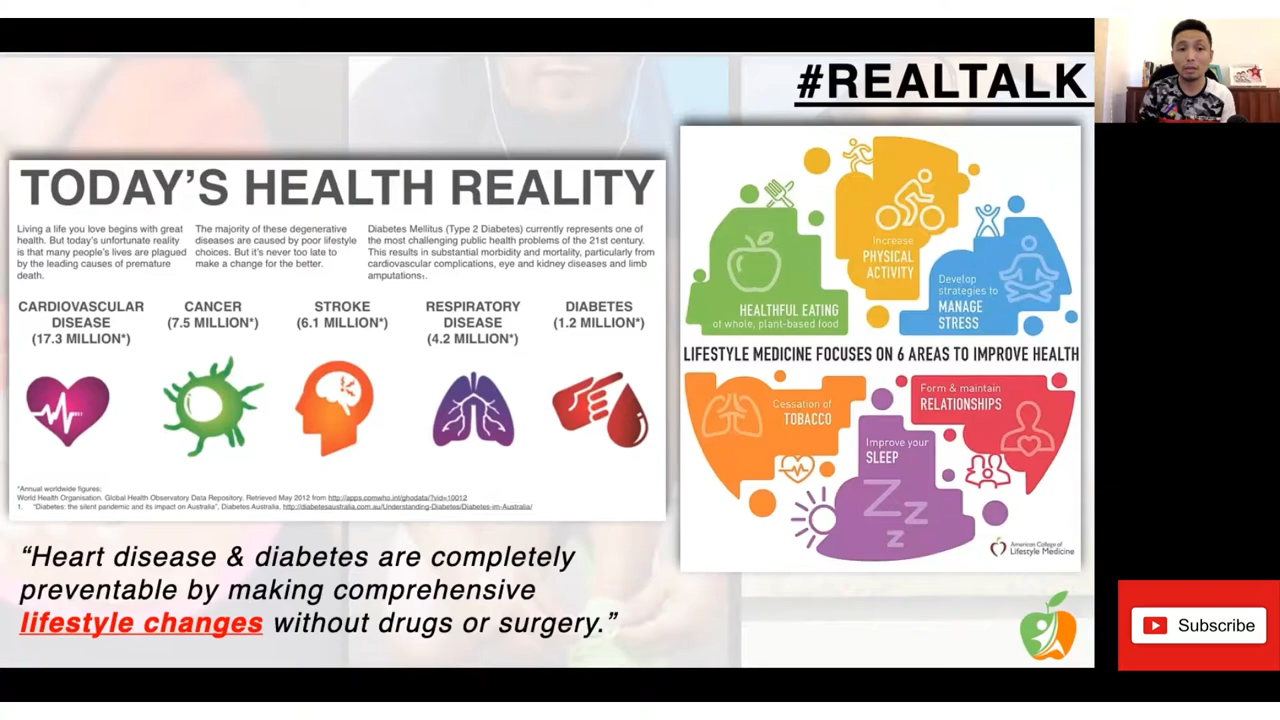 #REALTALK
TODAY'S HEALTH REALITY
Living a life you love begins with great
health. But today's unfortunate reality
is that many people's lives are plagued
by the leading causes of premature
death.
The majority of these degenerative
diseases are caused by poor lifestyle
choices. But it's never too late to
make a change for the better.
Diabetes Mellitus (Type 2 Diabetes) currently represents one of
the most challenging public health problems of the 21st century.
This results in substantial morbidity and mortality, particularly from
cardiovascular complications, eye and kidney diseases and limb
amputations₁.
CARDIOVASCULAR
DISEASE
(17.3 MILLION*)
CANCER
(7.5 MILLION*)
STROKE
(6.1 MILLION*)
RESPIRATORY
DISEASE
(4.2 MILLION*)
DIABETES
(1.2 MILLION*)
*Annual worldwide figures;
World Health Organisation. Global Health Observatory Data Repository. Retrieved May 2012 from http://apps.comwho.int/ghodata/?vid=10012
1. "Diabetes: the silent pandemic and its impact on Australia", Diabetes Australia, http://diabetesaustralia.com.au/Understanding-Diabetes/Diabetes-im-Australia/
"Heart disease & diabetes are completely
preventable by making comprehensive
lifestyle changes without drugs or surgery."
Increase
PHYSICAL
ACTIVITY
HEALTHFUL EATING
of whole, plant-based food
Develop
strategies to
MANAGE
STRESS
LIFESTYLE MEDICINE FOCUSES ON 6 AREAS TO IMPROVE HEALTH
Cessation of
TOBACCO
Improve your
SLEEP
Form & maintain
RELATIONSHIPS
Z Z Z
American College of
Lifestyle Medicine
Subscribe